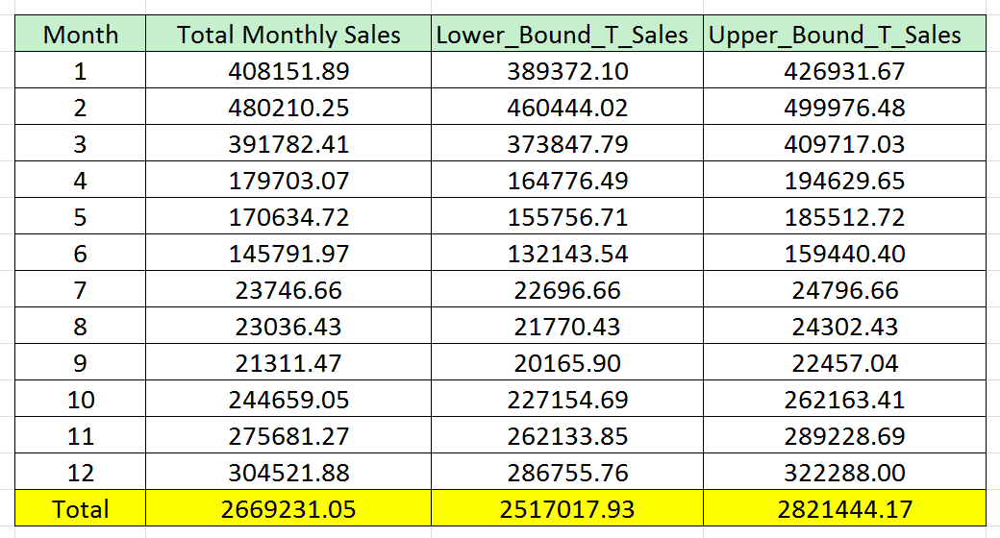 Month Total Monthly Sales Lower_Bound_T_Sales Upper_Bound_T_Sales
1 408151.89 389372.10 426931.67
2 480210.25 460444.02 499976.48
3 391782.41 373847.79 409717.03
4 179703.07 164776.49 194629.65
5 170634.72 155756.71 185512.72
6 145791.97 132143.54 159440.40
7 23746.66 22696.66 24796.66
8 23036.43 21770.43 24302.43
9 21311.47 20165.90 22457.04
10 244659.05 227154.69 262163.41
11 275681.27 262133.85 289228.69
12 304521.88 286755.76 322288.00
Total 2669231.05 2517017.93 2821444.17